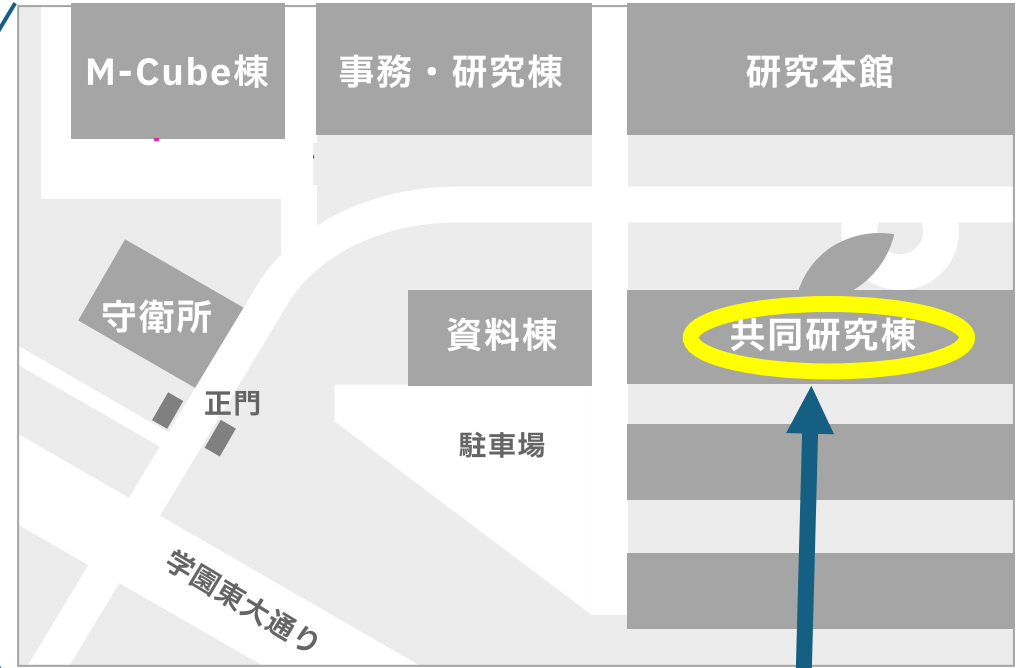 M-Cube棟
事務・研究棟
研究本館
守衛所
資料棟
共同研究棟
正門
駐車場
学園東大通り